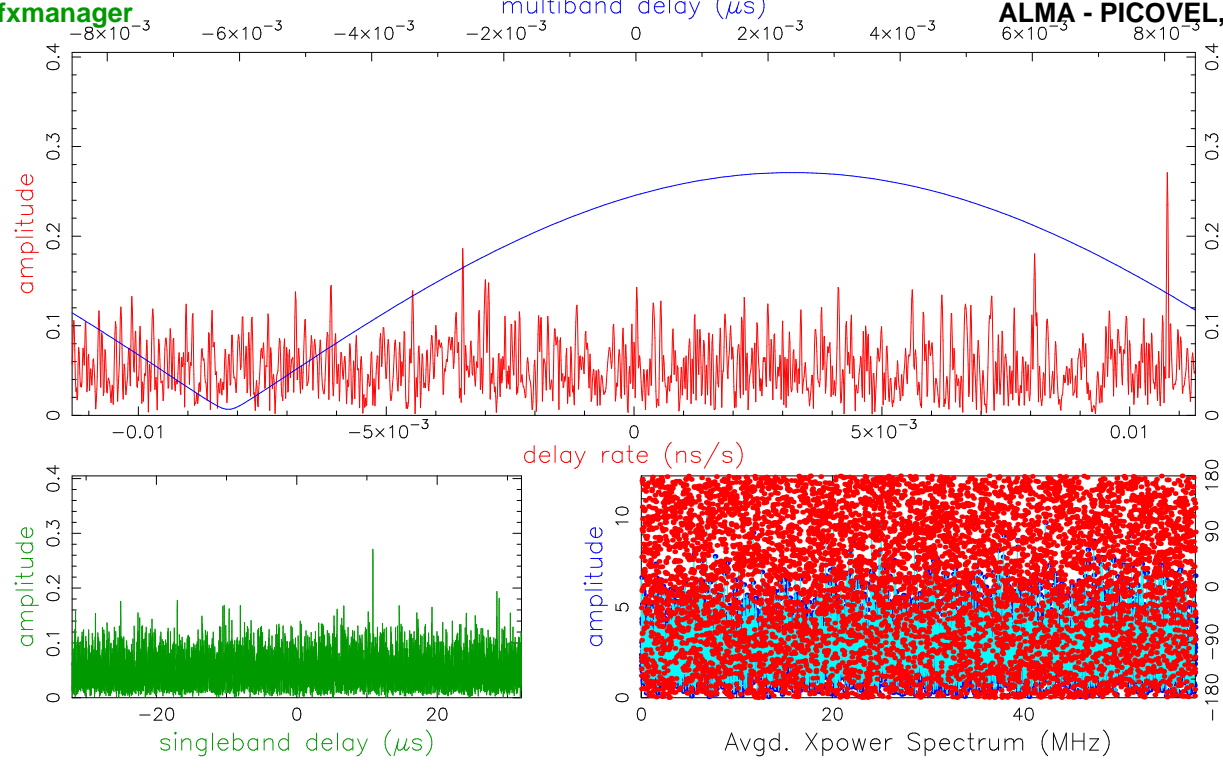 fxmanager
multiband delay (μs)
ALMA - PICOVEL,
−8×10⁻³ −6×10⁻³ −4×10⁻³ −2×10⁻³ 0 2×10⁻³ 4×10⁻³ 6×10⁻³ 8×10⁻³
amplitude
0 0.1 0.2 0.3 0.4
0 0.1 0.2 0.3 0.4
−0.01 −5×10⁻³ 0 5×10⁻³ 0.01
delay rate (ns/s)
amplitude
0 0.1 0.2 0.3 0.4
−20 0 20
singleband delay (μs)
amplitude
0 5 10
−180 −90 0 90 180
0 20 40
Avgd. Xpower Spectrum (MHz)